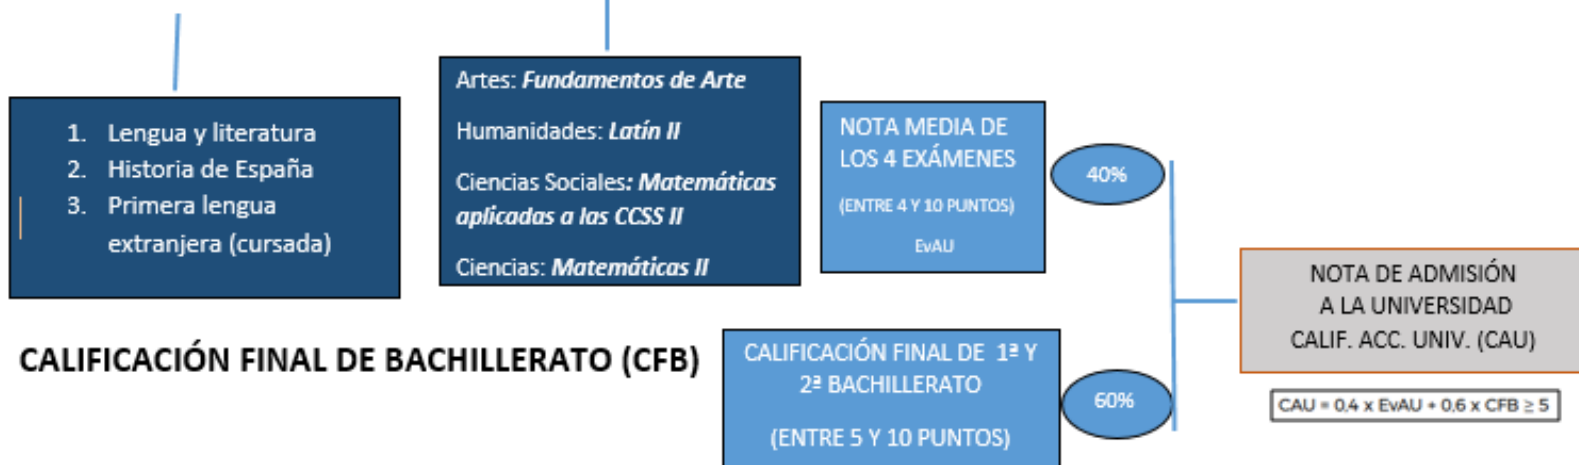 1. Lengua y literatura
2. Historia de España
3. Primera lengua
extranjera (cursada)
Artes: Fundamentos de Arte
Humanidades: Latín II
Ciencias Sociales: Matemáticas
aplicadas a las CCSS II
Ciencias: Matemáticas II
NOTA MEDIA DE
LOS 4 EXÁMENES
(ENTRE 4 Y 10 PUNTOS)
EvAU
40%
NOTA DE ADMISIÓN
A LA UNIVERSIDAD
CALIF. ACC. UNIV. (CAU)
CAU = 0,4 x EvAU + 0,6 x CFB ≥ 5
CALIFICACIÓN FINAL DE BACHILLERATO (CFB)
CALIFICACIÓN FINAL DE 1ª Y
2ª BACHILLERATO
(ENTRE 5 Y 10 PUNTOS)
60%